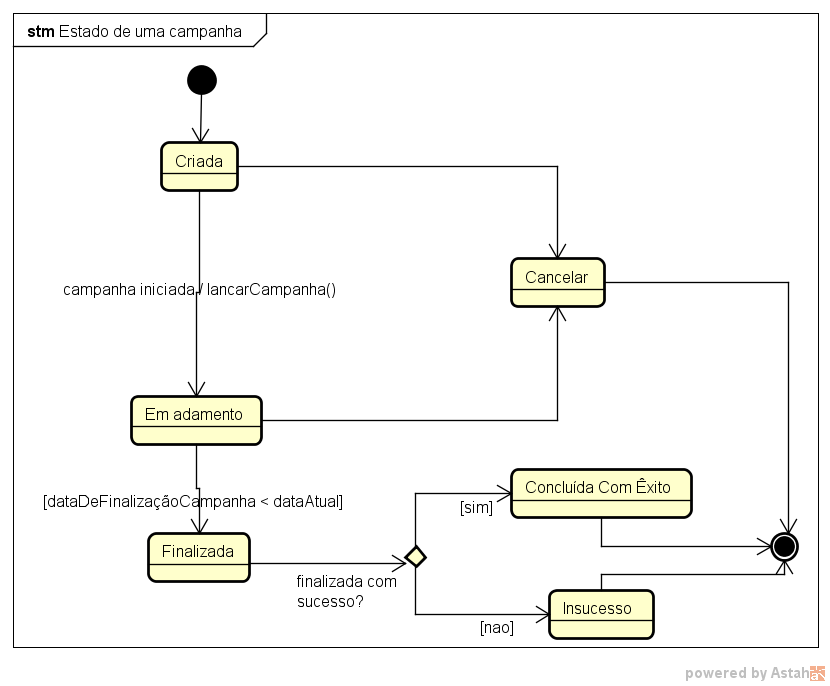 stm Estado de uma campanha
Criada
campanha iniciada / lancarCampanha()
Cancelar
Em adamento
[dataDeFinalizaçãoCampanha < dataAtual]
Concluída Com Êxito
[sim]
Finalizada
finalizada com
sucesso?
Insucesso
[nao]
powered by Astah